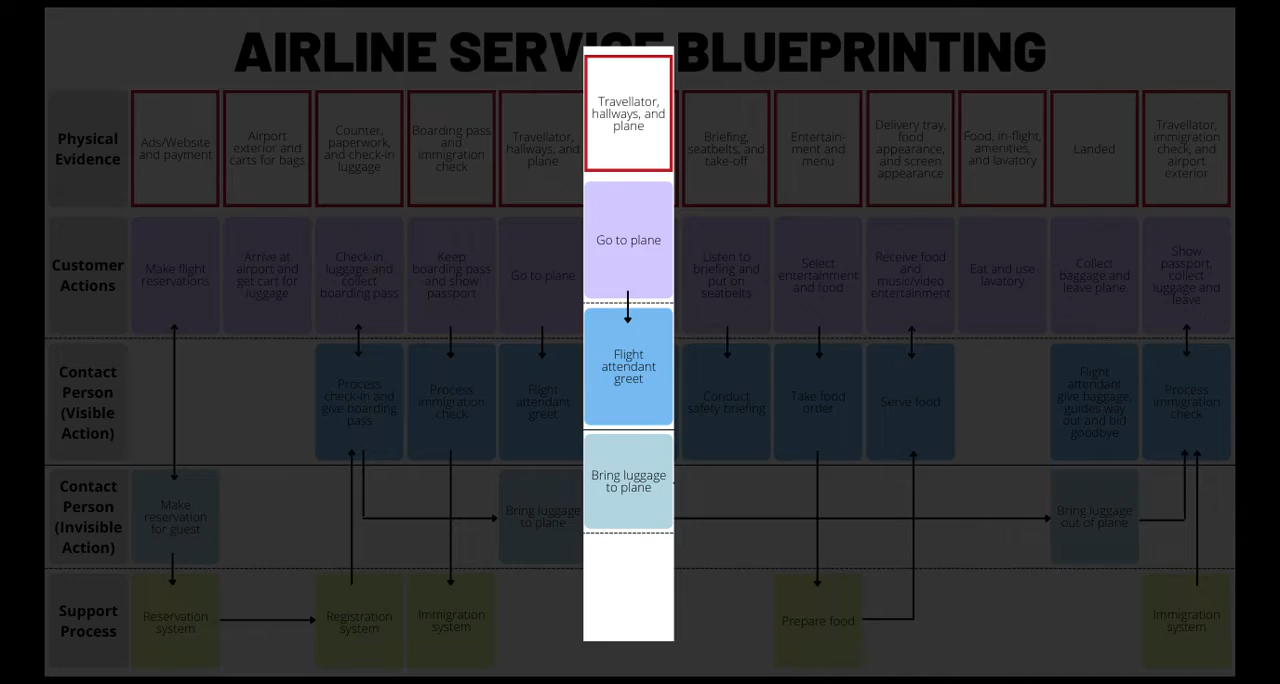 AIRLINE SERVICE BLUEPRINTING
Physical
Evidence
Ads/Website
and payment
Airport
exterior and
carts for bags
Counter,
paperwork,
and check-in
luggage
Boarding pass
and
immigration
check
Travellator,
hallways, and
plane
Travellator,
hallways, and
plane
Briefing,
seatbelts, and
take-off
Entertain-
ment and
menu
Delivery tray,
food
appearance,
and screen
appearance
Food, in-flight,
amenities,
and lavatory
Landed
Travellator,
immigration
check, and
airport
exterior
Customer
Actions
Make flight
reservations
Arrive at
airport and
get cart for
luggage
Check-in
luggage and
collect
boarding pass
Keep
boarding pass
and show
passport
Go to plane
Go to plane
Listen to
briefing and
put on
seatbelts
Select
entertainment
and food
Receive food
and
music/video
entertainment
Eat and use
lavatory
Collect
baggage and
leave plane
Show
passport,
collect
luggage and
leave
Contact
Person
(Visible
Action)
Process
check-in and
give boarding
pass
Process
immigration
check
Flight
attendant
greet
Flight
attendant
greet
Conduct
safety briefing
Take food
order
Serve food
Flight
attendant
give baggage,
guides way
out and bid
goodbye
Process
immigration
check
Contact
Person
(Invisible
Action)
Make
reservation
for guest
Bring luggage
to plane
Bring luggage
to plane
Bring luggage
out of plane
Support
Process
Reservation
system
Registration
system
Immigration
system
Prepare food
Immigration
system